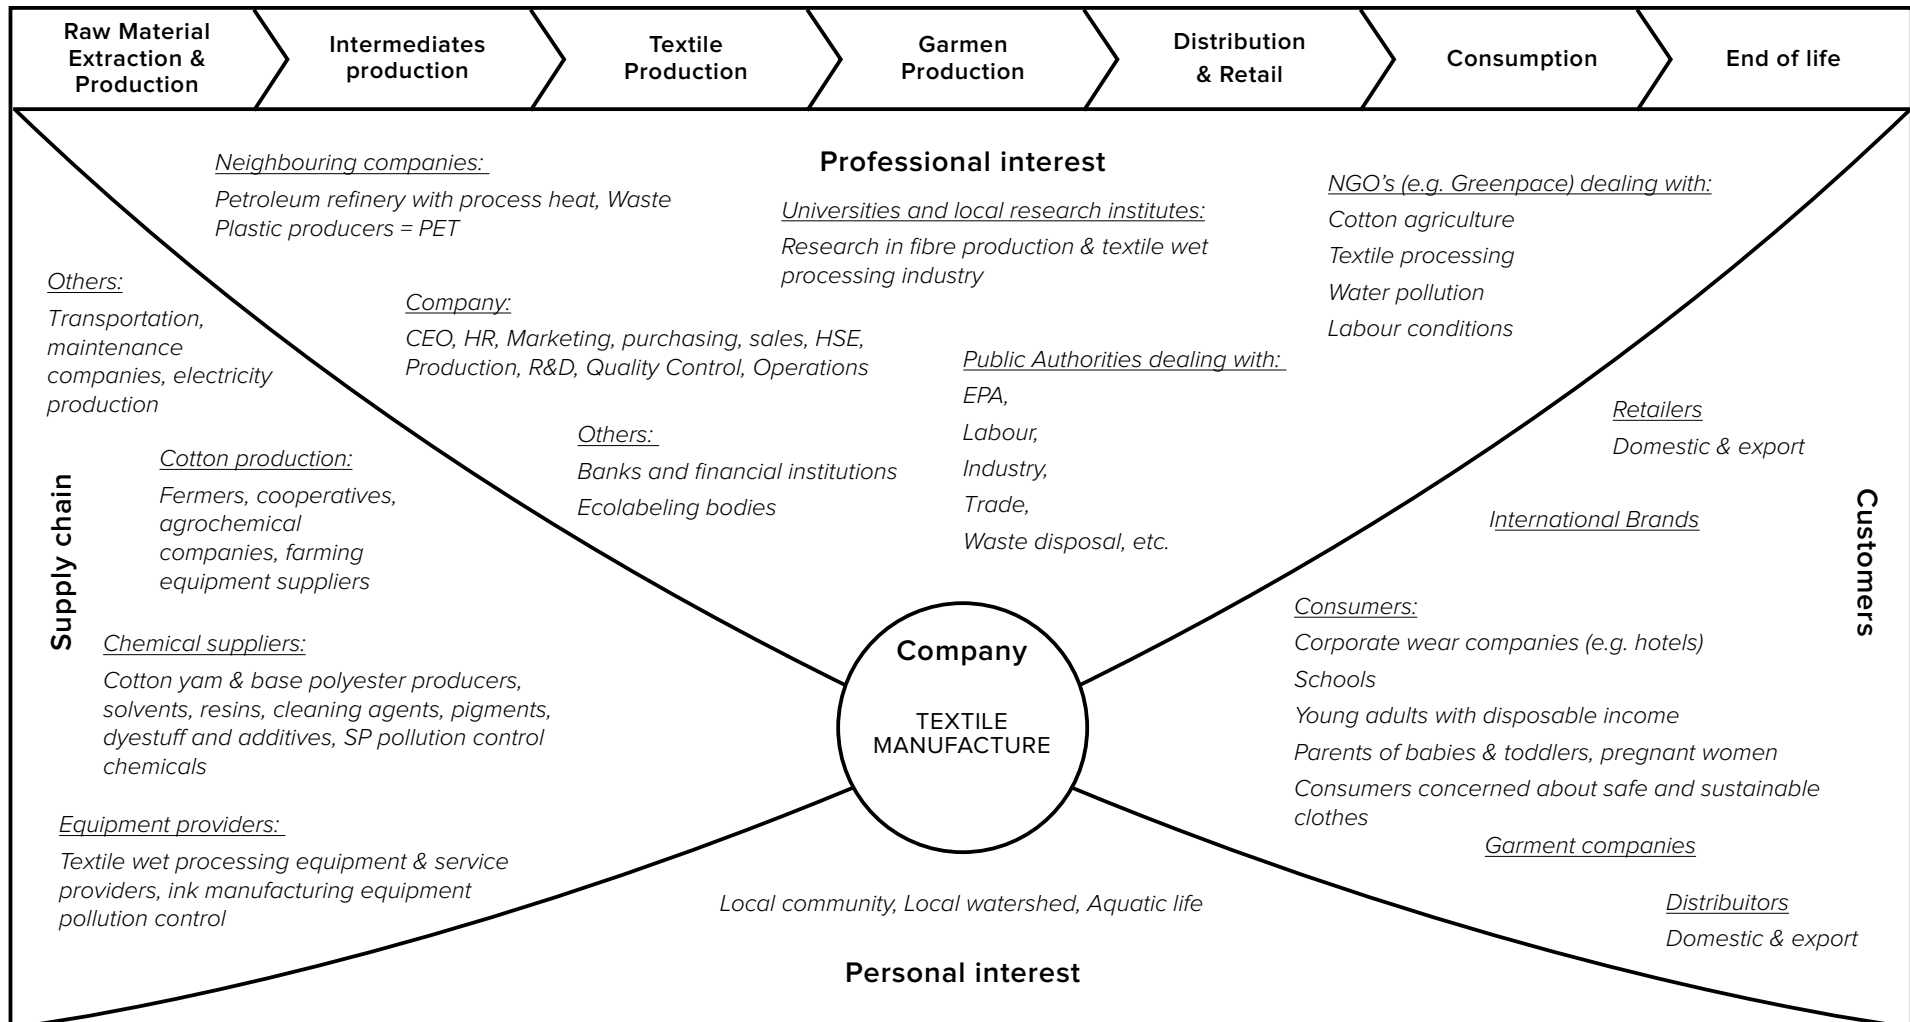 Raw Material
Extraction &
Production
Intermediates
production
Textile
Production
Garmen
Production
Distribution
& Retail
Consumption
End of life
Professional interest
Neighbouring companies:
Petroleum refinery with process heat, Waste
Plastic producers = PET
Universities and local research institutes:
Research in fibre production & textile wet
processing industry
NGO's (e.g. Greenpace) dealing with:
Cotton agriculture
Textile processing
Water pollution
Labour conditions
Company:
CEO, HR, Marketing, purchasing, sales, HSE,
Production, R&D, Quality Control, Operations
Public Authorities dealing with:
EPA,
Labour,
Industry,
Trade,
Waste disposal, etc.
Others:
Banks and financial institutions
Ecolabeling bodies
Supply chain
Others:
Transportation,
maintenance
companies, electricity
production
Cotton production:
Fermers, cooperatives,
agrochemical
companies, farming
equipment suppliers
Chemical suppliers:
Cotton yam & base polyester producers,
solvents, resins, cleaning agents, pigments,
dyestuff and additives, SP pollution control
chemicals
Equipment providers:
Textile wet processing equipment & service
providers, ink manufacturing equipment
pollution control
Company
TEXTILE
MANUFACTURE
Customers
Retailers
Domestic & export
International Brands
Consumers:
Corporate wear companies (e.g. hotels)
Schools
Young adults with disposable income
Parents of babies & toddlers, pregnant women
Consumers concerned about safe and sustainable
clothes
Garment companies
Distribuitors
Domestic & export
Local community, Local watershed, Aquatic life
Personal interest